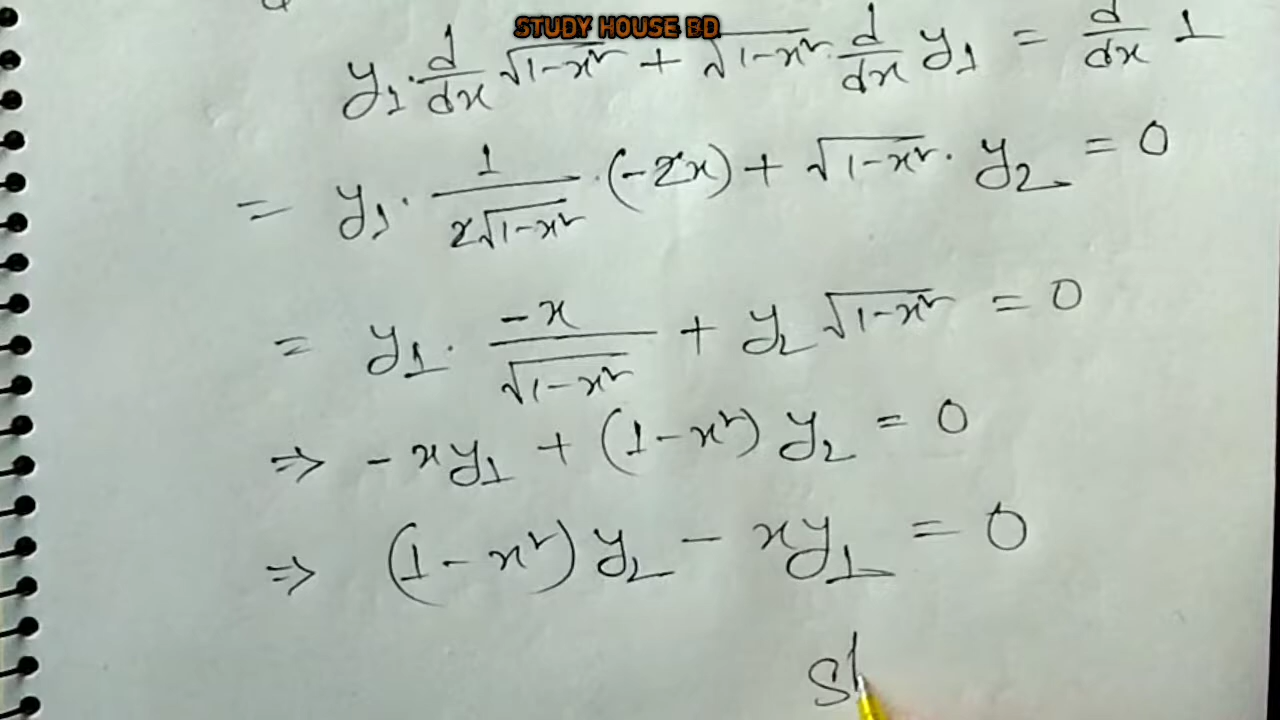 STUDY HOUSE BD
y₁·d/dx √(1-x²) + √(1-x²)·d/dx y₁ = d/dx 1
= y₁·1/(2√(1-x²))·(-2x) + √(1-x²)·y₂ = 0
= y₁·-x/√(1-x²) + y₂√(1-x²) = 0
⇒ -xy₁ + (1-x²)y₂ = 0
⇒ (1-x²)y₂ - xy₁ = 0